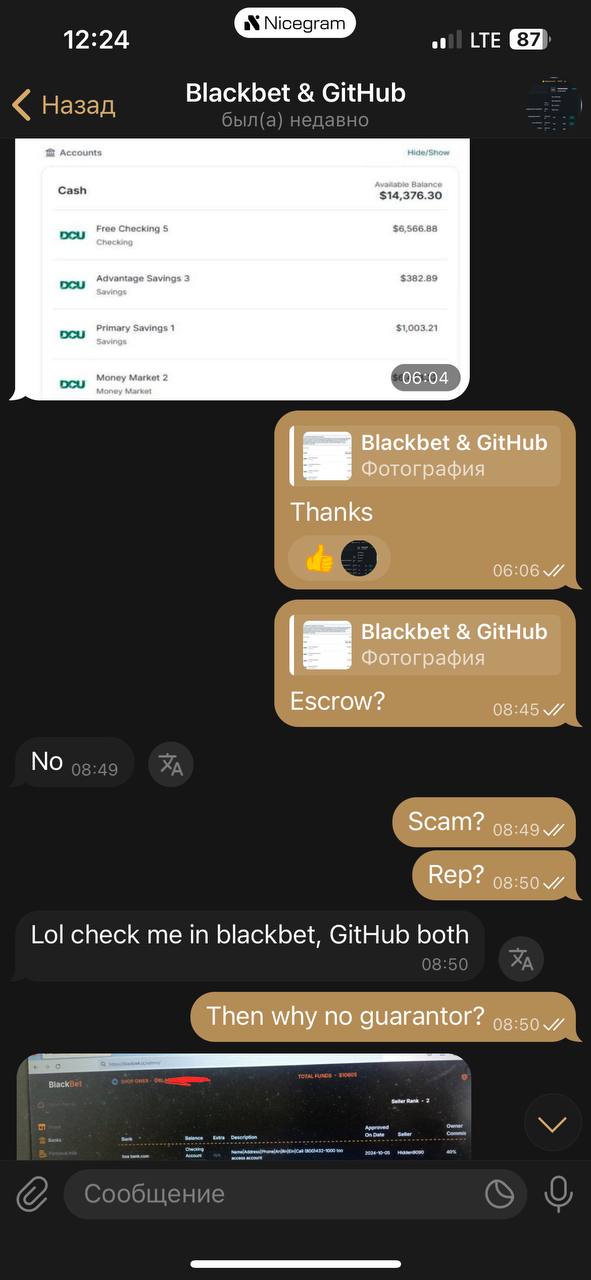 Nicegram
12:24
LTE 87
Назад
Blackbet & GitHub
был(а) недавно
Accounts
Hide/Show
Cash
Available Balance
$14,376.30
DCU
Free Checking 5
$6,566.88
Checking
DCU
Advantage Savings 3
$382.89
Savings
DCU
Primary Savings 1
$1,003.21
Savings
DCU
Money Market 2
Money Market
06:04
Blackbet & GitHub
Фотография
Thanks
06:06
Blackbet & GitHub
Фотография
Escrow?
08:45
No 08:49
Scam? 08:49
Rep? 08:50
Lol check me in blackbet, GitHub both
08:50
Then why no guarantor? 08:50
BlackBet
SHOP OWNER -
TOTAL FUNDS - $10605
Seller Rank - 2
Banks
Bank
Balance
Extra
Description
Approved
On Date
Seller
Owner
Checking
Account
2024-10-05
Hidden9090
40%
access account
Сообщение